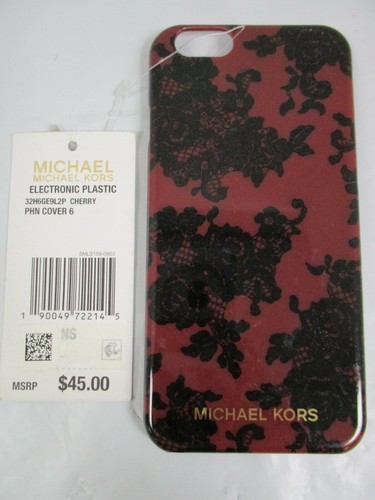 MICHAEL
MICHAEL KORS
ELECTRONIC PLASTIC
32H6GE9L2P CHERRY
PHN COVER 6
1 90049 72214 5
NS
MSRP $45.00
MICHAEL KORS